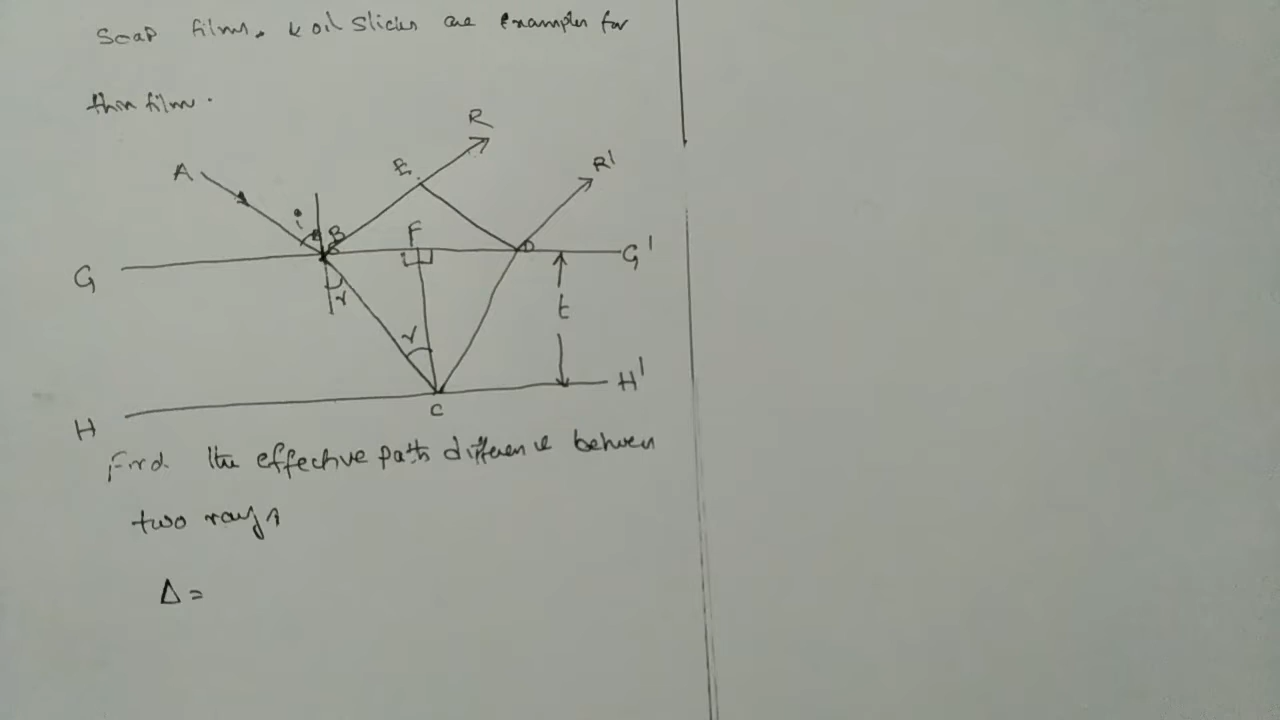 Soap films. & oil slicks are examples for
thin film.
R
A
E
R'
i
B
F
D
G
G'
r
t
r
H'
C
H
Find the effective path difference between
two rays
Δ =